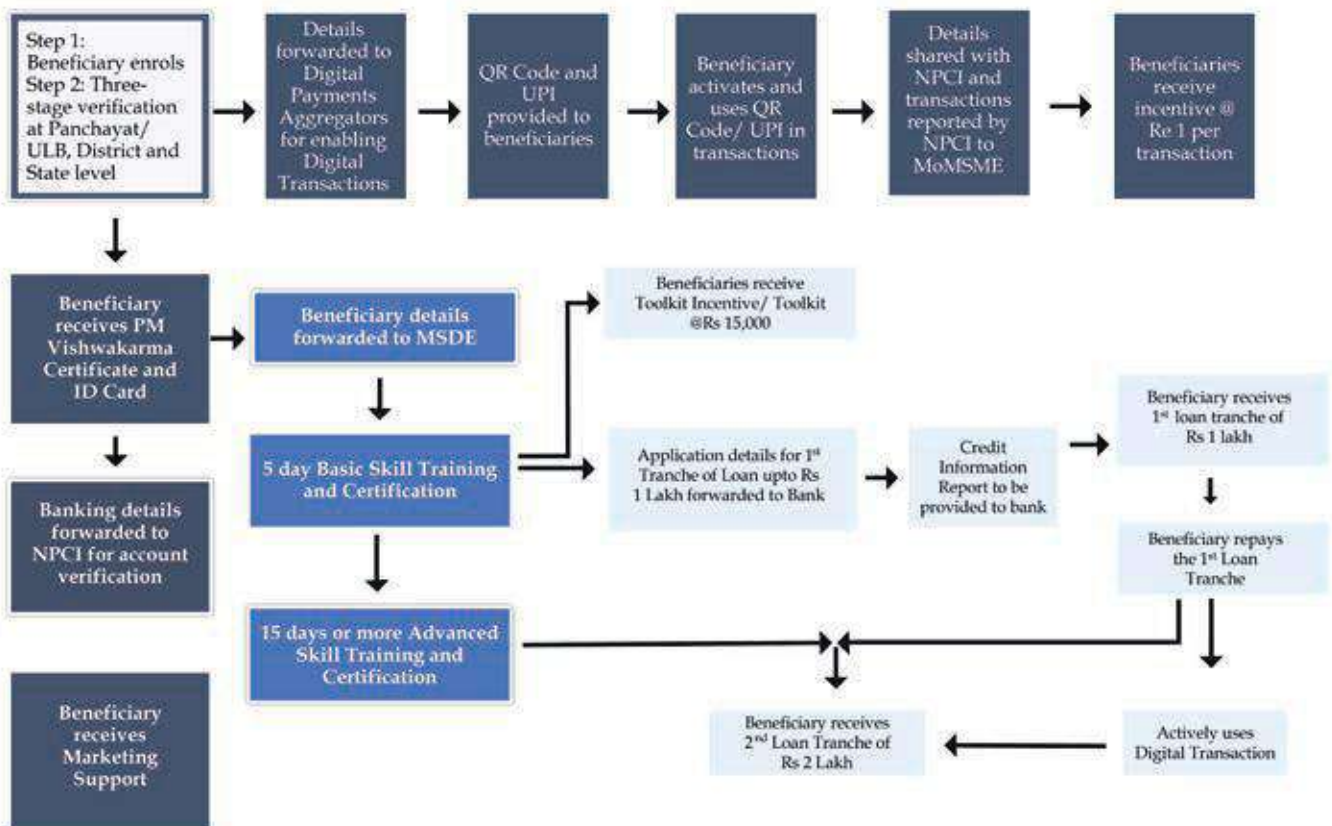 Step 1:
Beneficiary enrols
Step 2: Three-
stage verification
at Panchayat/
ULB, District and
State level
Details
forwarded to
Digital
Payments
Aggregators
for enabling
Digital
Transactions
QR Code and
UPI
provided to
beneficiaries
Beneficiary
activates and
uses QR
Code/ UPI in
transactions
Details
shared with
NPCI and
transactions
reported by
NPCI to
MoMSME
Beneficiaries
receive
incentive @
Re 1 per
transaction
Beneficiary
receives PM
Vishwakarma
Certificate and
ID Card
Beneficiary details
forwarded to MSDE
Beneficiaries receive
Toolkit Incentive/ Toolkit
@Rs 15,000
5 day Basic Skill Training
and Certification
Application details for 1st
Tranche of Loan upto Rs
1 Lakh forwarded to Bank
Credit
Information
Report to be
provided to bank
Beneficiary receives
1st loan tranche of
Rs 1 lakh
Banking details
forwarded to
NPCI for account
verification
Beneficiary repays
the 1st Loan
Tranche
15 days or more Advanced
Skill Training and
Certification
Beneficiary
receives
Marketing
Support
Beneficiary receives
2nd Loan Tranche of
Rs 2 Lakh
Actively uses
Digital Transaction